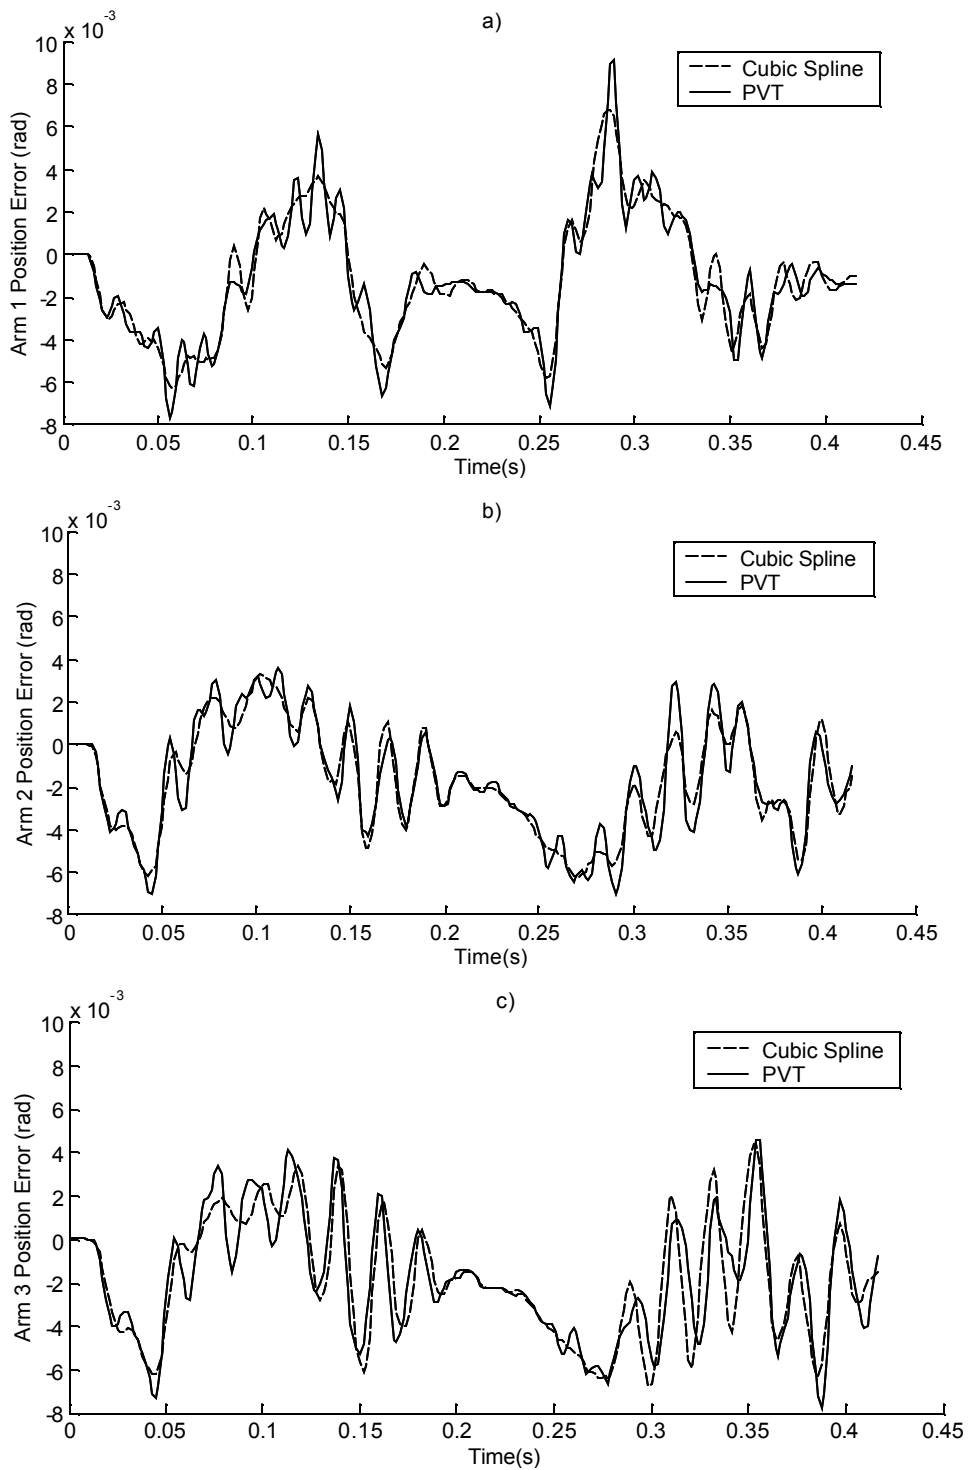 a)
x 10 -3
10
8
6
4
2
0
-2
-4
-6
-8
Arm 1 Position Error (rad)
Cubic Spline
PVT
0 0.05 0.1 0.15 0.2 0.25 0.3 0.35 0.4 0.45
Time(s)
b)
x 10 -3
10
8
6
4
2
0
-2
-4
-6
-8
Arm 2 Position Error (rad)
Cubic Spline
PVT
0 0.05 0.1 0.15 0.2 0.25 0.3 0.35 0.4 0.45
Time(s)
c)
x 10 -3
10
8
6
4
2
0
-2
-4
-6
-8
Arm 3 Position Error (rad)
Cubic Spline
PVT
0 0.05 0.1 0.15 0.2 0.25 0.3 0.35 0.4 0.45
Time(s)